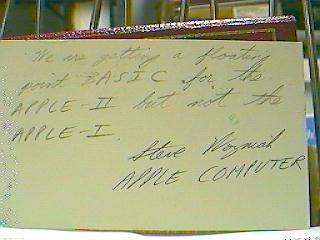 We are getting a floating
point BASIC for the
APPLE-II but not the
APPLE-I.
Steve Wozniak
APPLE COMPUTER